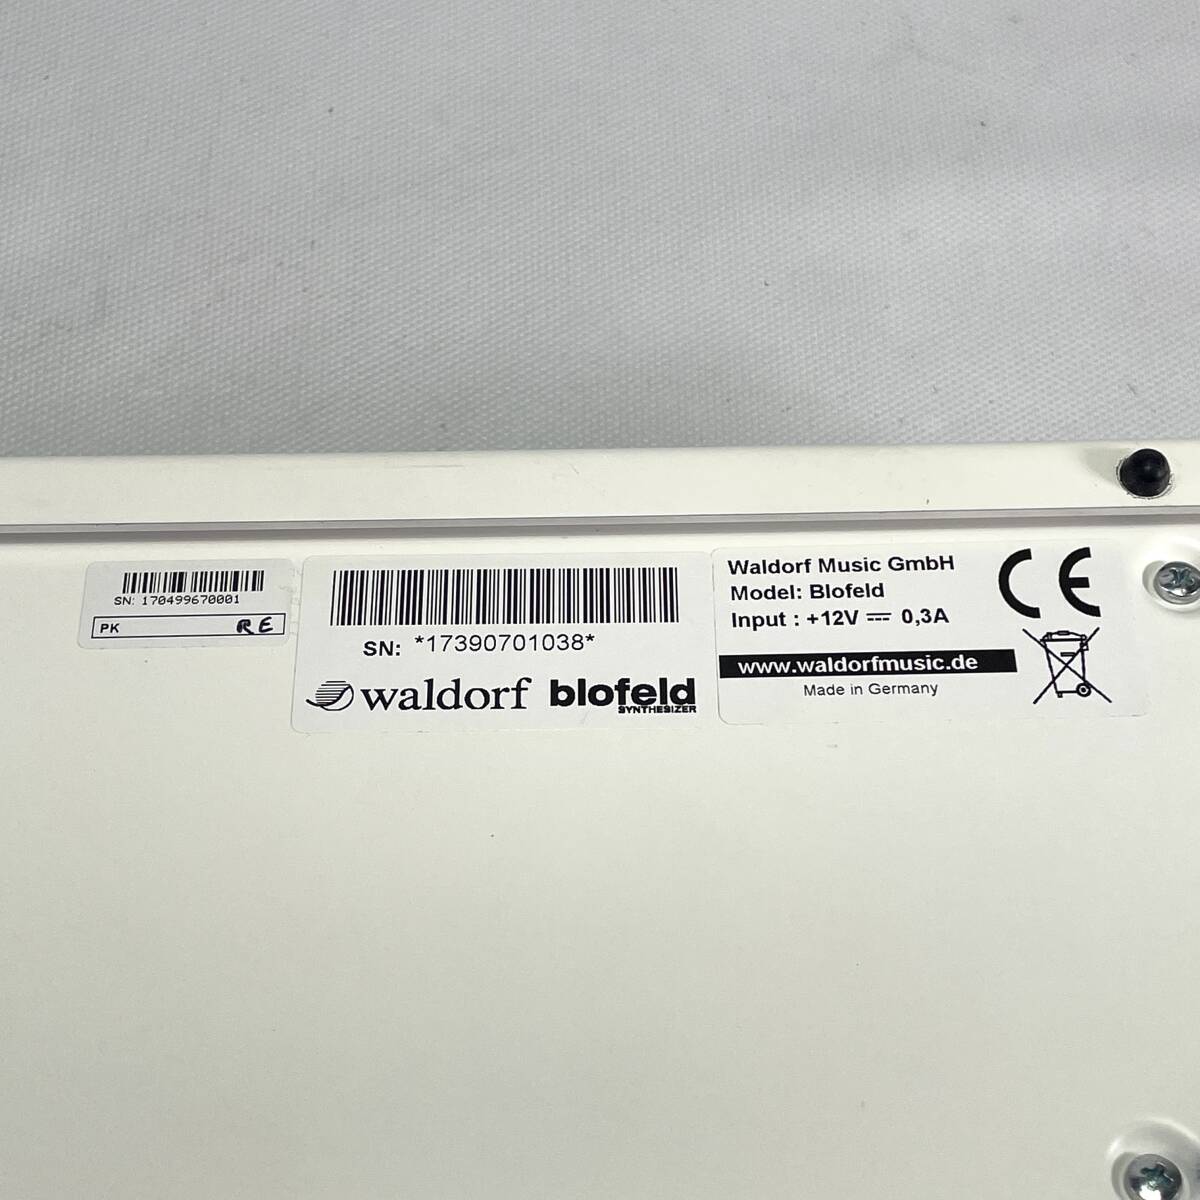 SN: 170499670001
PK RE
SN: *17390701038*
waldorf blofeld
SYNTHESIZER
Waldorf Music GmbH
Model: Blofeld
Input : +12V ⎓ 0,3A
www.waldorfmusic.de
Made in Germany
CE